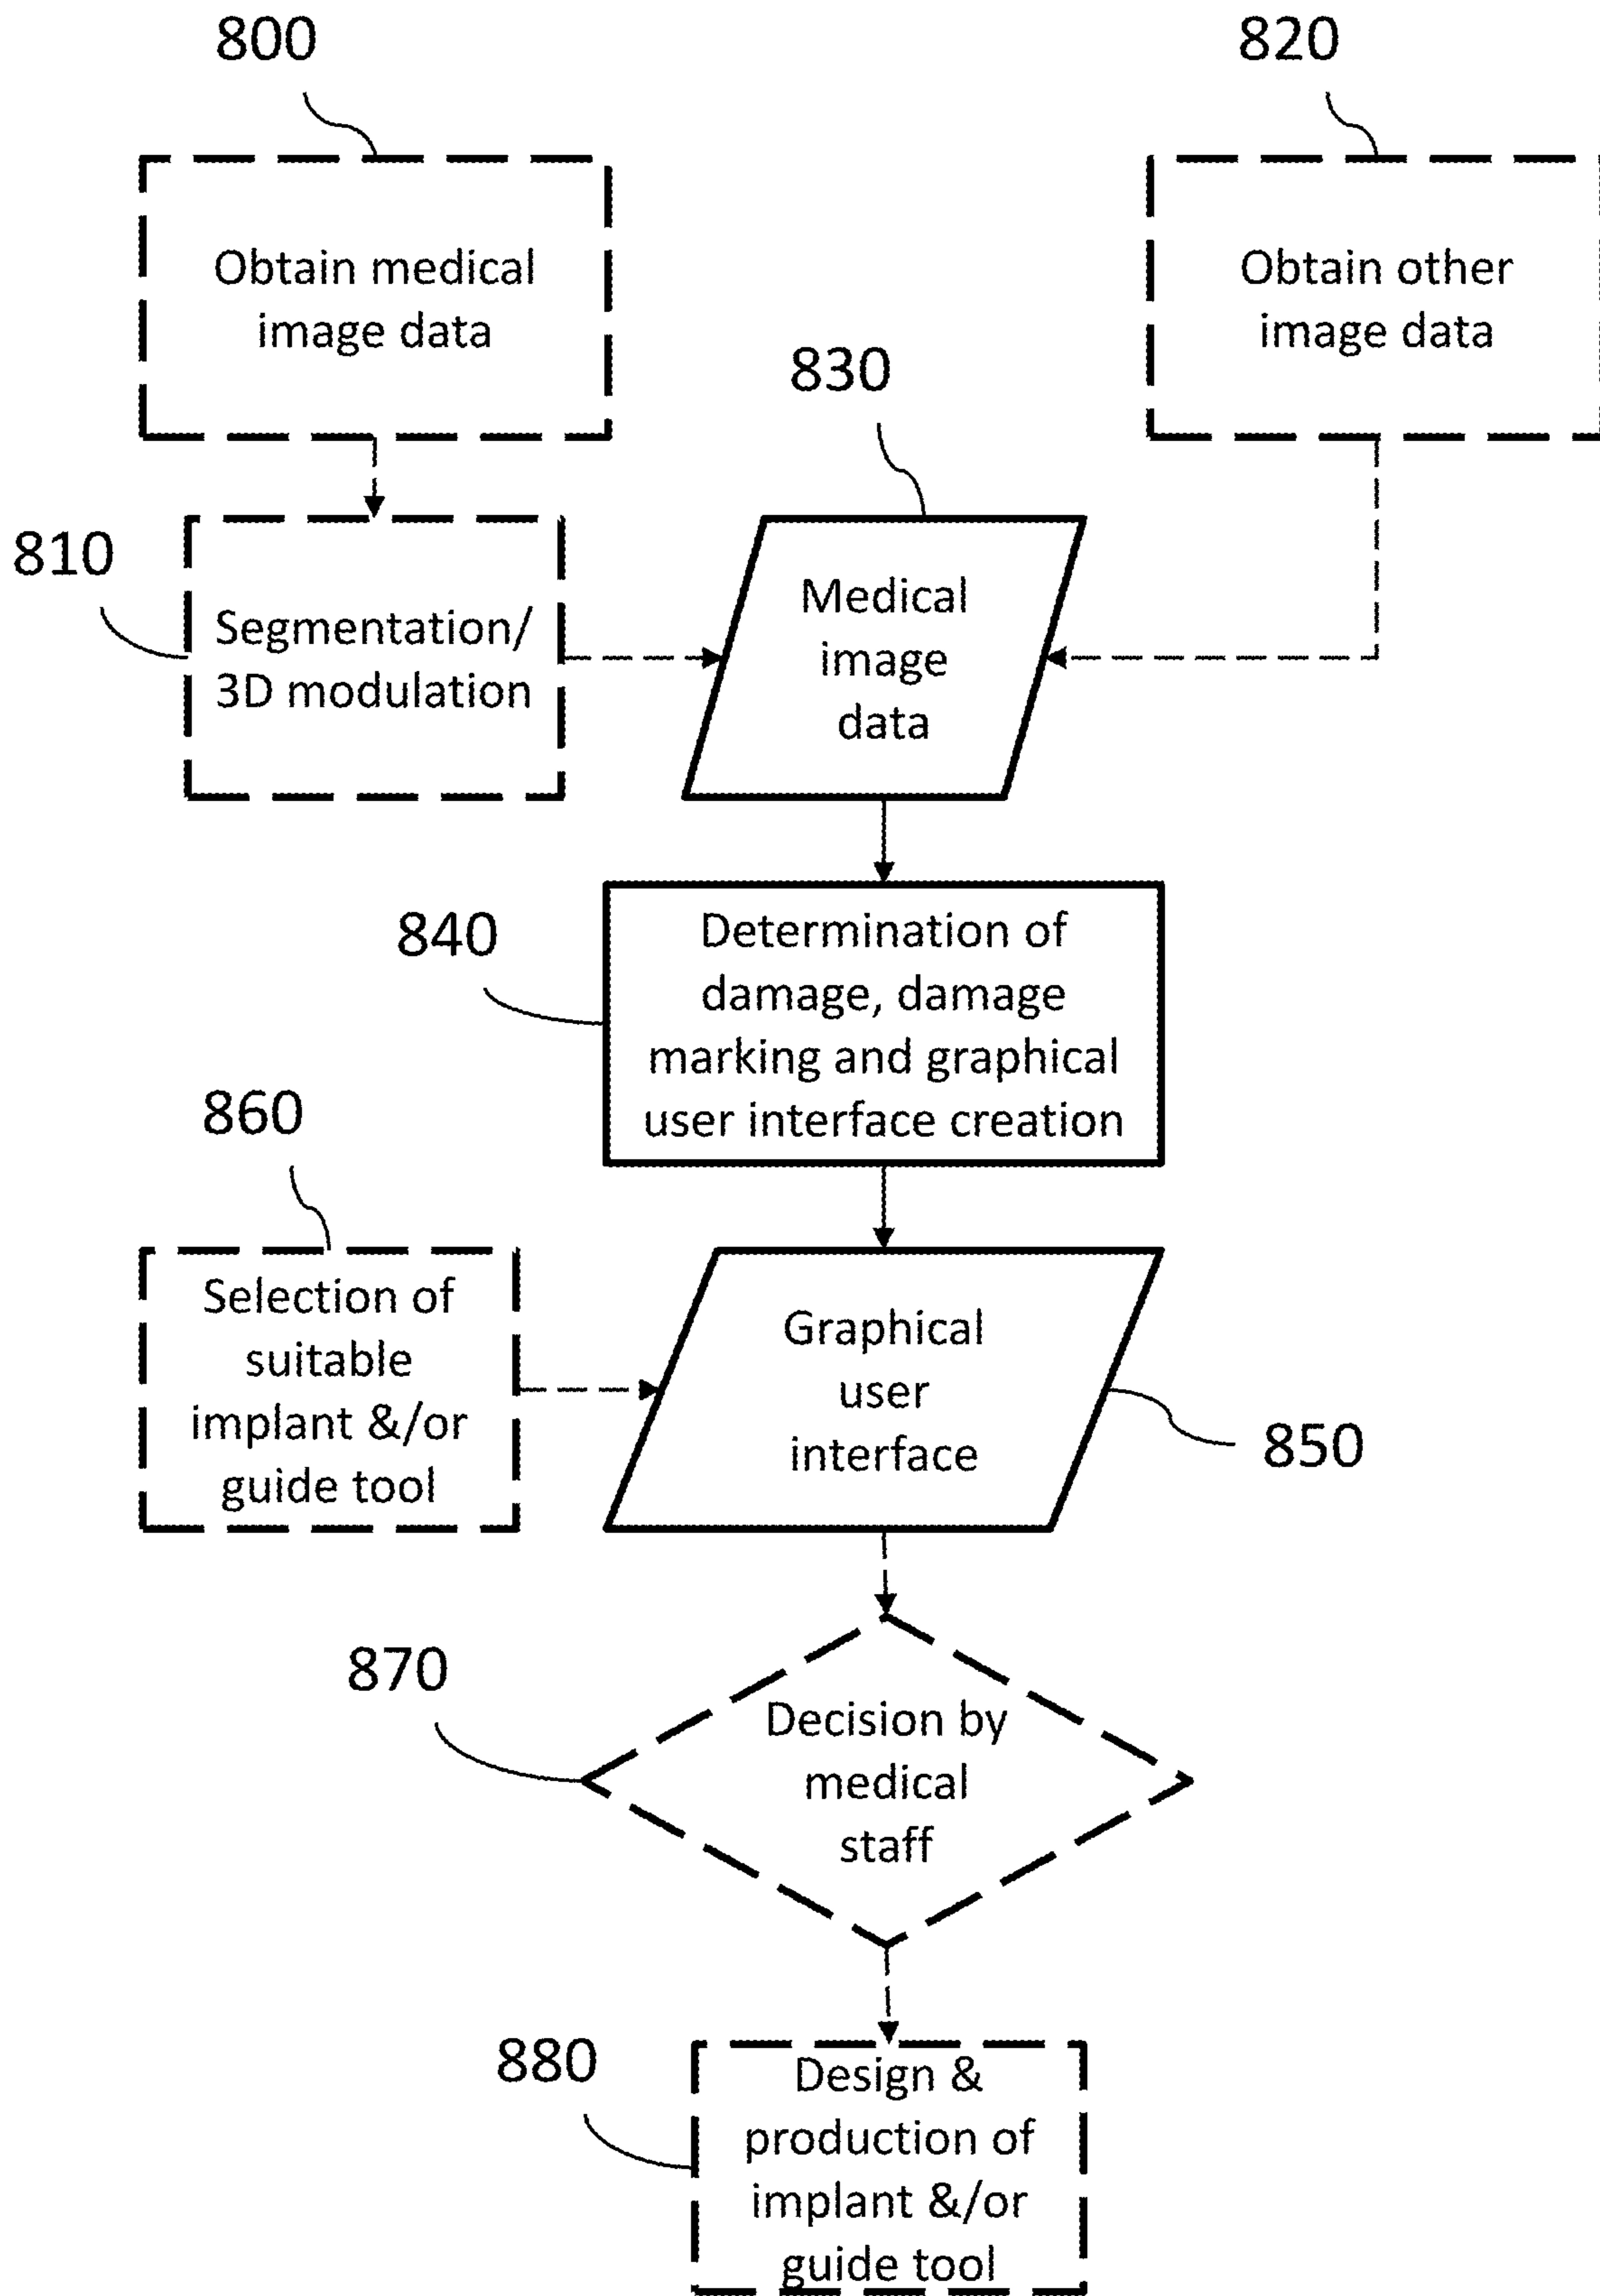 800
820
Obtain medical
image data
Obtain other
image data
830
810
Segmentation/
3D modulation
Medical
image
data
840
Determination of
damage, damage
marking and graphical
user interface creation
860
Selection of
suitable
implant &/or
guide tool
Graphical
user
interface
850
870
Decision by
medical
staff
880
Design &
production of
implant &/or
guide tool